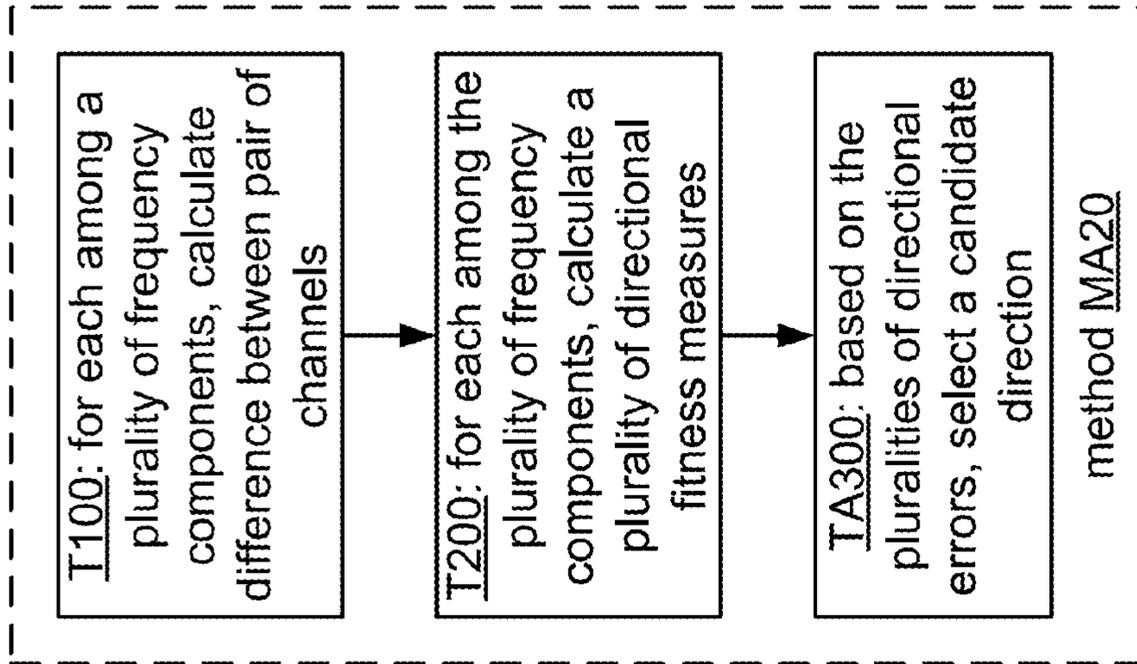 T100: for each among a
plurality of frequency
components, calculate
difference between pair of
channels
T200: for each among the
plurality of frequency
components, calculate a
plurality of directional
fitness measures
TA300: based on the
pluralities of directional
errors, select a candidate
direction
method MA20